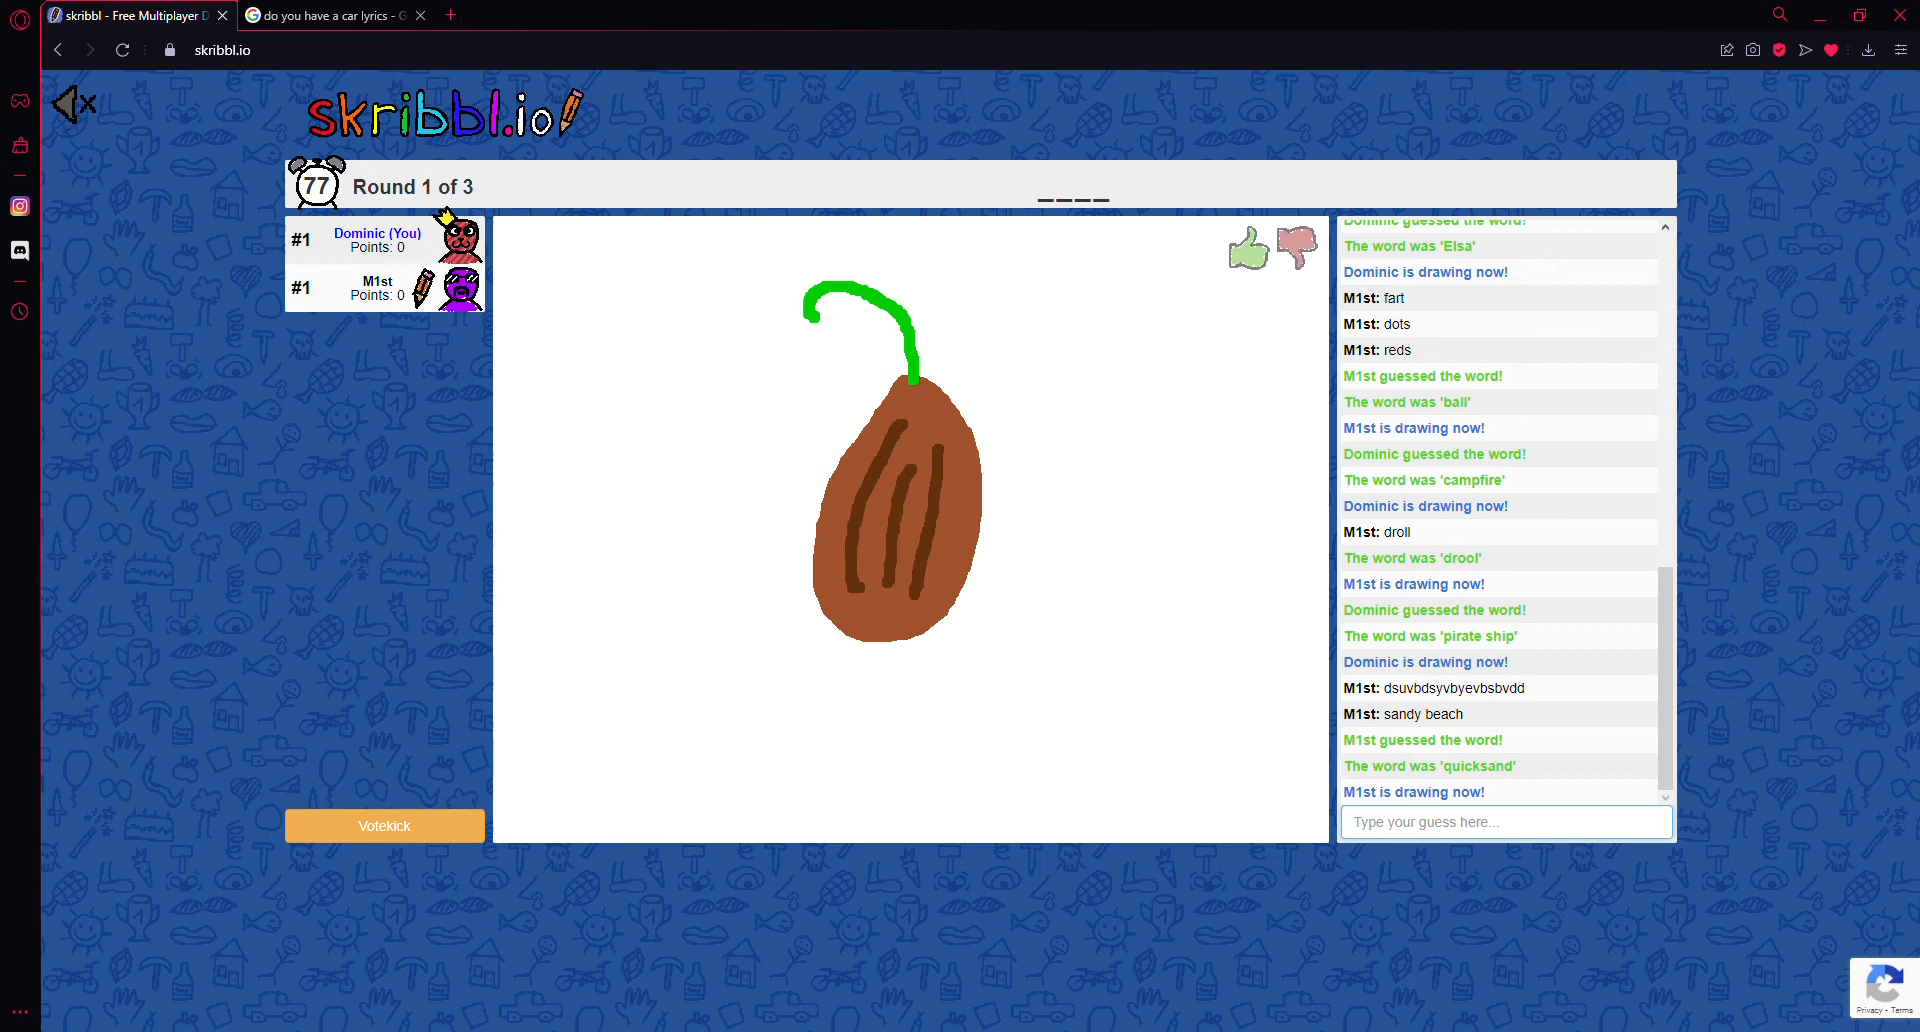 skribbl - Free Multiplayer D
do you have a car lyrics - G
skribbl.io
skribbl.io
77
Round 1 of 3
____
#1
Dominic (You)
Points: 0
#1
M1st
Points: 0
Votekick
Dominic guessed the word!
The word was 'Elsa'
Dominic is drawing now!
M1st: fart
M1st: dots
M1st: reds
M1st guessed the word!
The word was 'ball'
M1st is drawing now!
Dominic guessed the word!
The word was 'campfire'
Dominic is drawing now!
M1st: droll
The word was 'drool'
M1st is drawing now!
Dominic guessed the word!
The word was 'pirate ship'
Dominic is drawing now!
M1st: dsuvbdsyvbyevbsbvdd
M1st: sandy beach
M1st guessed the word!
The word was 'quicksand'
M1st is drawing now!
Type your guess here...
Privacy - Terms